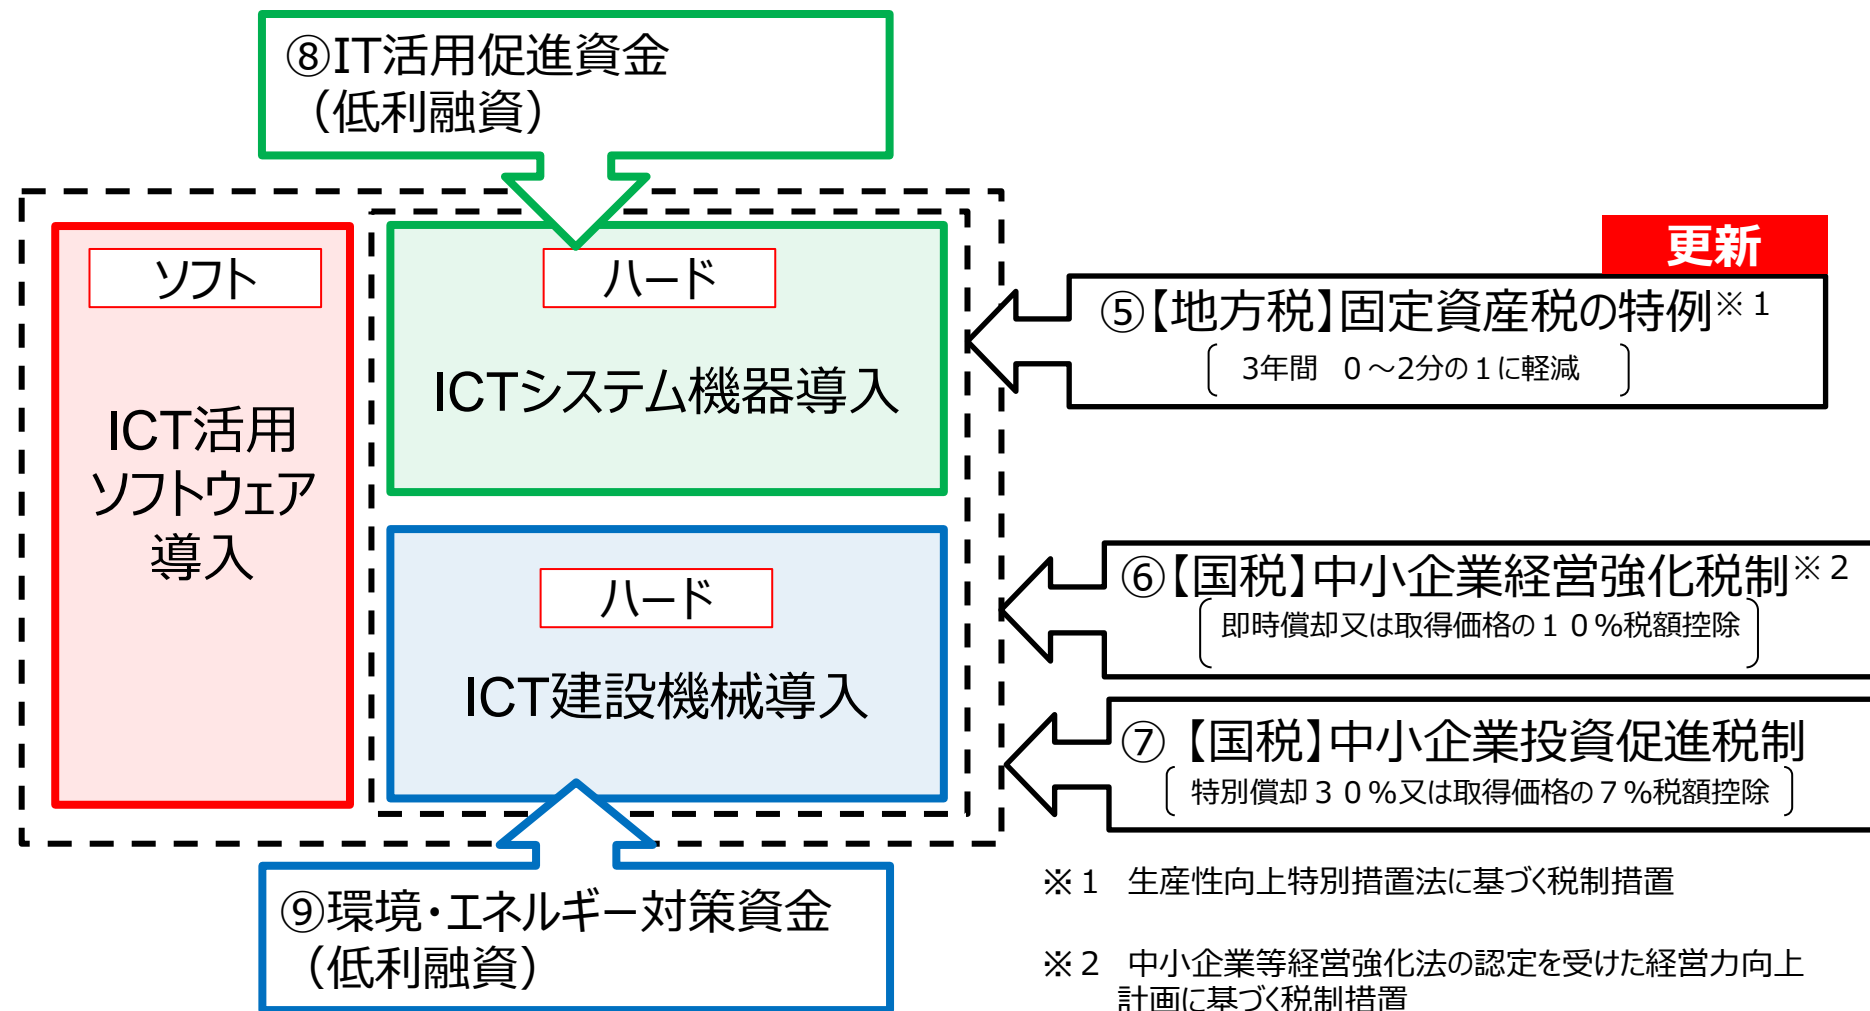 ⑧IT活用促進資金
（低利融資）
ソフト
ICT活用
ソフトウェア
導入
ハード
ICTシステム機器導入
ハード
ICT建設機械導入
更新
⑤【地方税】固定資産税の特例※１
3年間　０～2分の１に軽減
⑥【国税】中小企業経営強化税制※２
即時償却又は取得価格の１０%税額控除
⑦【国税】中小企業投資促進税制
特別償却３０%又は取得価格の７%税額控除
⑨環境・エネルギー対策資金
（低利融資）
※１　生産性向上特別措置法に基づく税制措置
※２　中小企業等経営強化法の認定を受けた経営力向上
計画に基づく税制措置